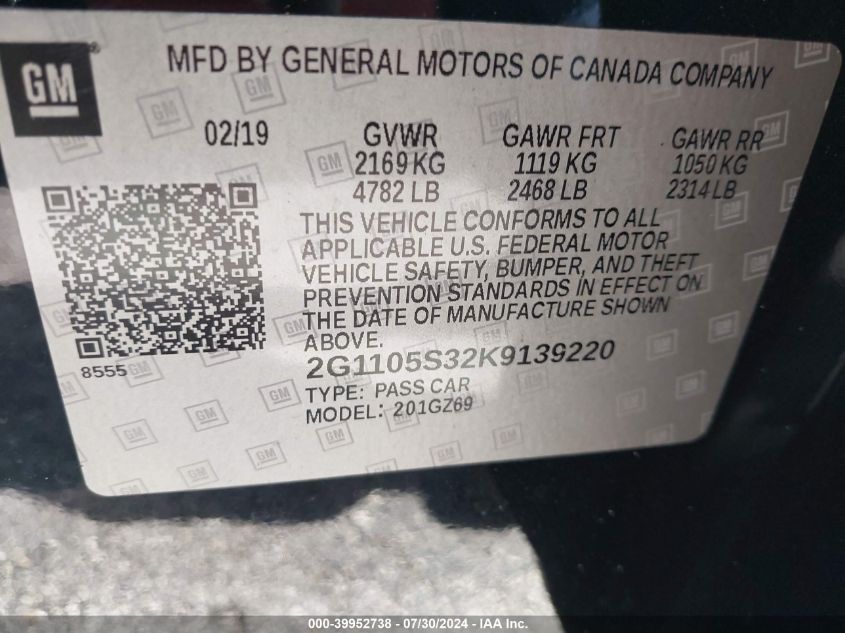 GM
MFD BY GENERAL MOTORS OF CANADA COMPANY
02/19 GVWR GAWR FRT GAWR RR
2169 KG 1119 KG 1050 KG
4782 LB 2468 LB 2314 LB
THIS VEHICLE CONFORMS TO ALL
APPLICABLE U.S. FEDERAL MOTOR
VEHICLE SAFETY, BUMPER, AND THEFT
PREVENTION STANDARDS IN EFFECT ON
THE DATE OF MANUFACTURE SHOWN
ABOVE.
8555
2G1105S32K9139220
TYPE: PASS CAR
MODEL: 201GZ69
000-39952738 - 07/30/2024 - IAA Inc.